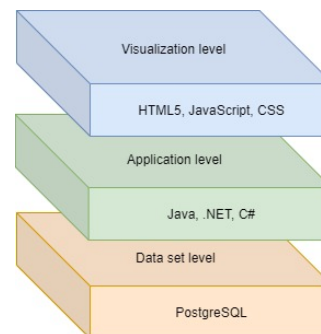 Visualization level
HTML5, JavaScript, CSS
Application level
Java, .NET, C#
Data set level
PostgreSQL